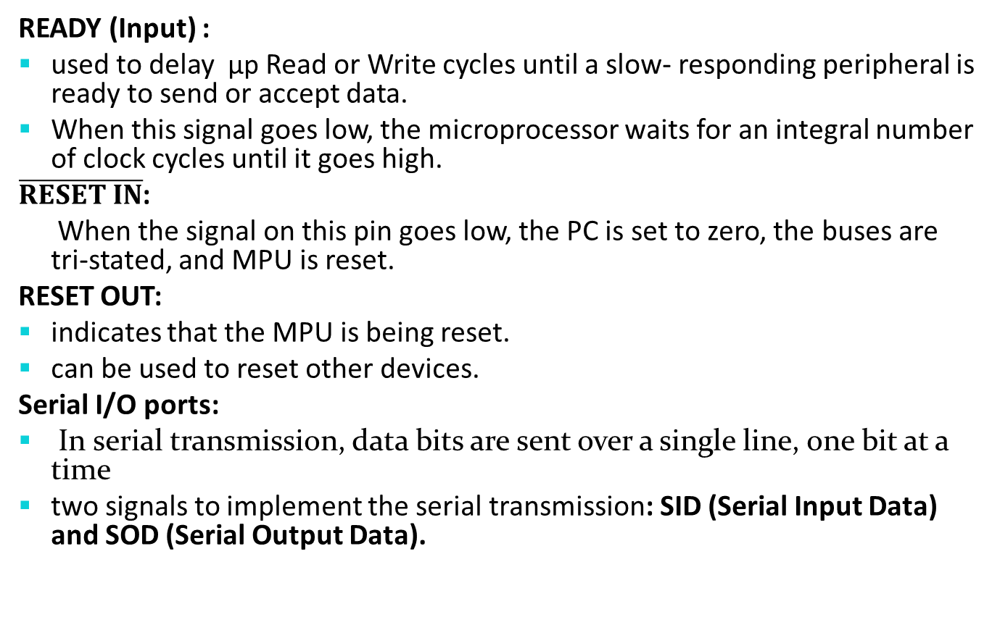 READY (Input) :
▪ used to delay  µp Read or Write cycles until a slow- responding peripheral is
ready to send or accept data.
▪ When this signal goes low, the microprocessor waits for an integral number
of clock cycles until it goes high.
R̅E̅S̅E̅T̅ ̅I̅N̅:
When the signal on this pin goes low, the PC is set to zero, the buses are
tri-stated, and MPU is reset.
RESET OUT:
▪ indicates that the MPU is being reset.
▪ can be used to reset other devices.
Serial I/O ports:
▪ In serial transmission, data bits are sent over a single line, one bit at a
time
▪ two signals to implement the serial transmission: SID (Serial Input Data)
and SOD (Serial Output Data).